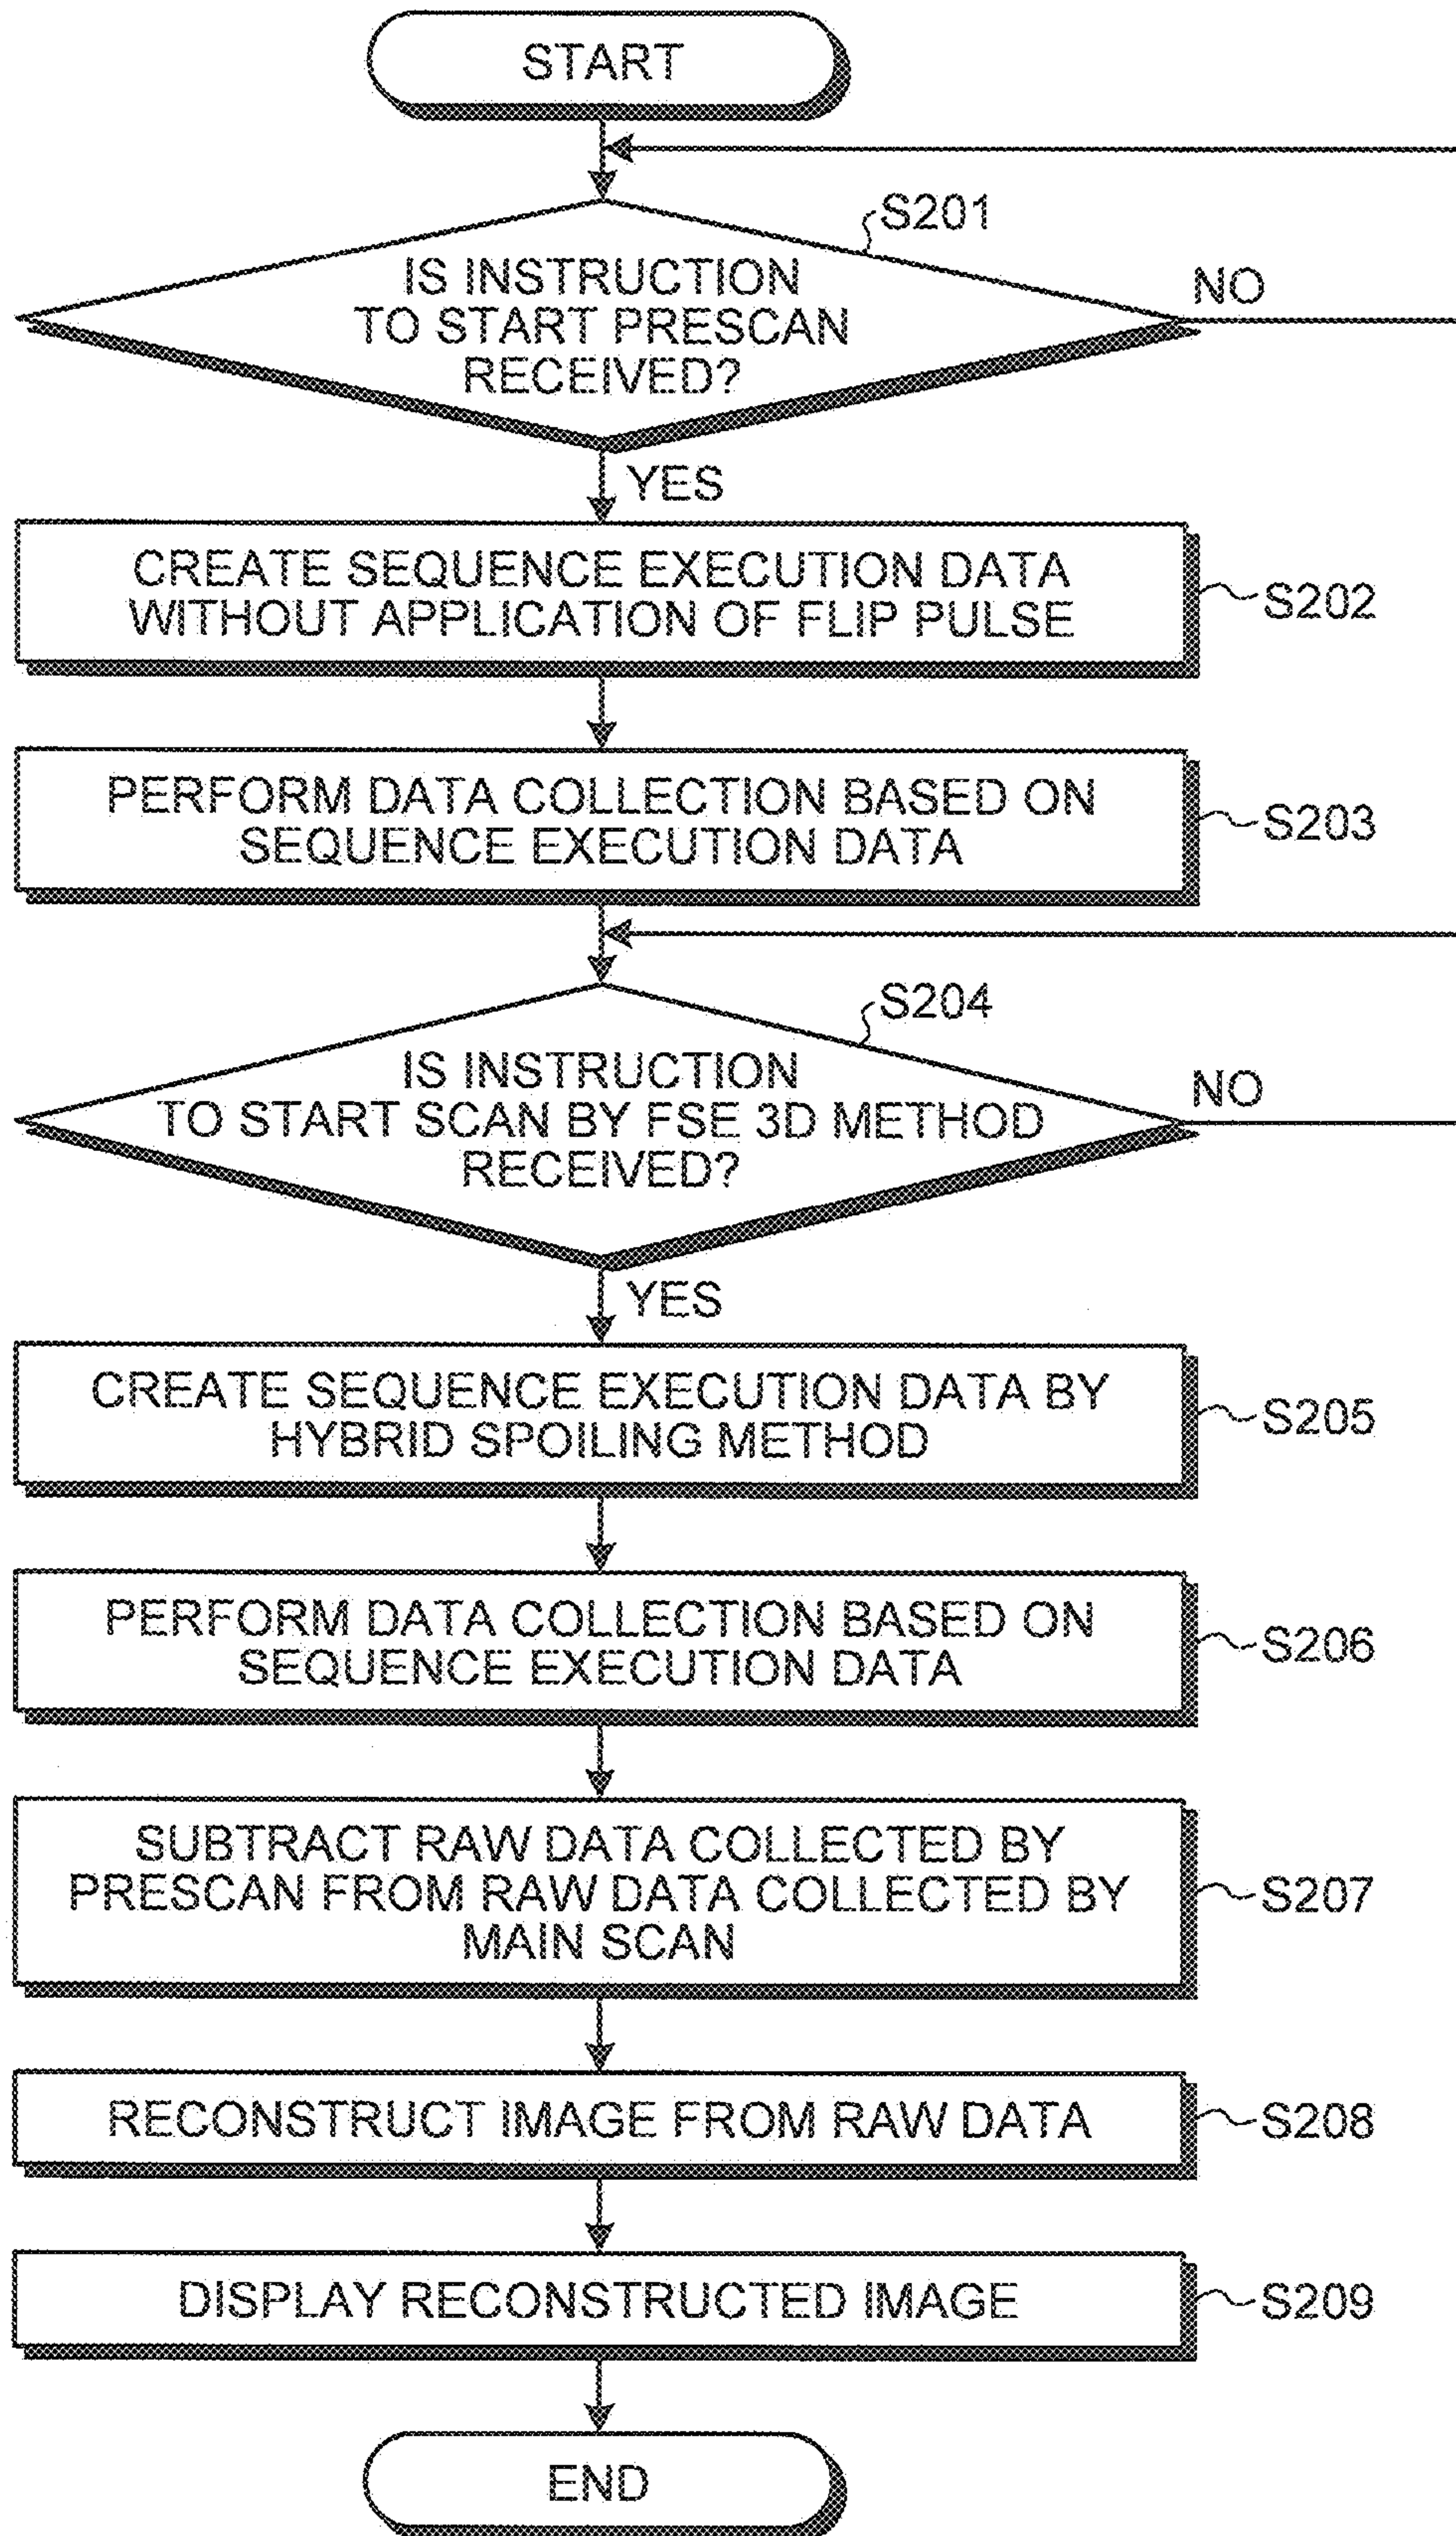 START
S201
IS INSTRUCTION
TO START PRESCAN
RECEIVED?
NO
YES
CREATE SEQUENCE EXECUTION DATA
WITHOUT APPLICATION OF FLIP PULSE
S202
PERFORM DATA COLLECTION BASED ON
SEQUENCE EXECUTION DATA
S203
S204
IS INSTRUCTION
TO START SCAN BY FSE 3D METHOD
RECEIVED?
NO
YES
CREATE SEQUENCE EXECUTION DATA BY
HYBRID SPOILING METHOD
S205
PERFORM DATA COLLECTION BASED ON
SEQUENCE EXECUTION DATA
S206
SUBTRACT RAW DATA COLLECTED BY
PRESCAN FROM RAW DATA COLLECTED BY
MAIN SCAN
S207
RECONSTRUCT IMAGE FROM RAW DATA
S208
DISPLAY RECONSTRUCTED IMAGE
S209
END